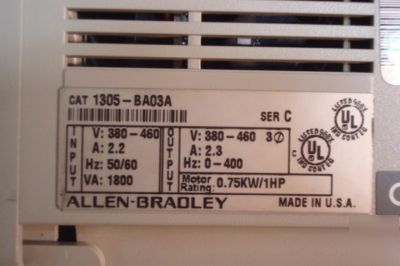 CAT 1305-BA03A
SER C
INPUT
V: 380-460
A: 2.2
Hz: 50/60
VA: 1800
OUTPUT
V: 380-460 3Ø
A: 2.3
Hz: 0-400
Motor Rating: 0.75KW/1HP
ALLEN-BRADLEY
MADE IN U.S.A.
UL
C UL